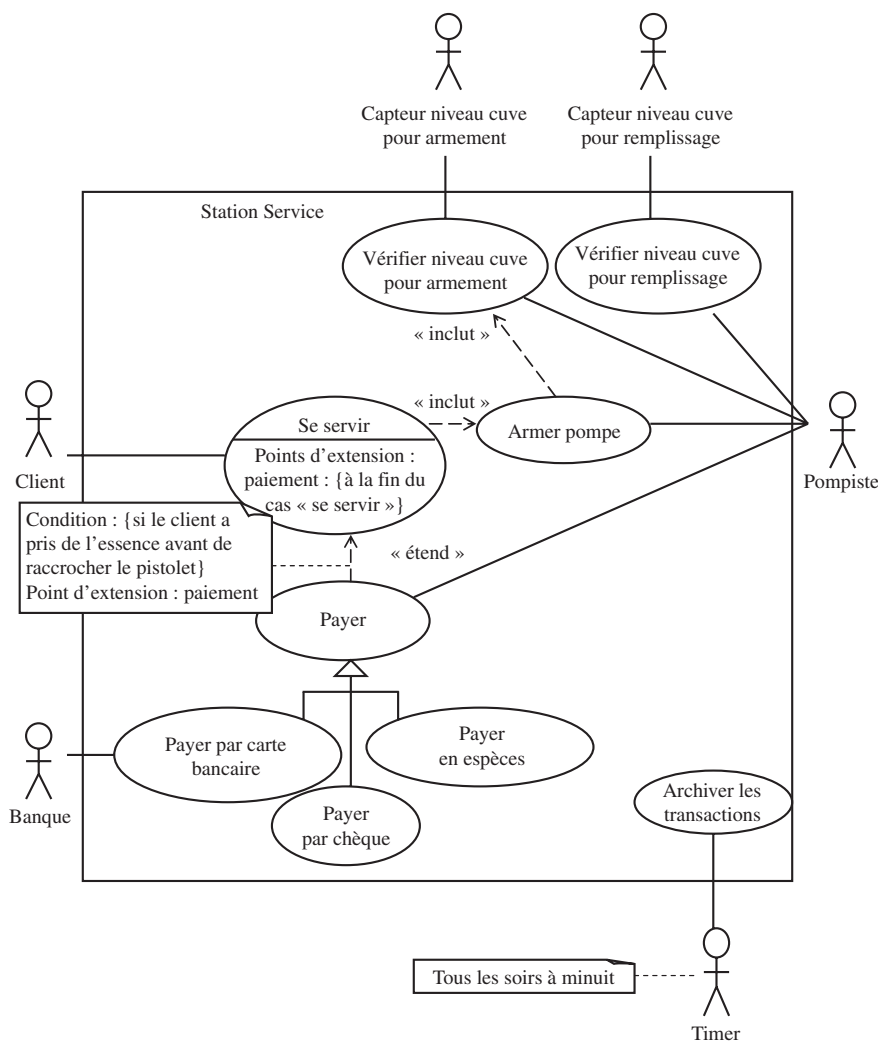 Capteur niveau cuve
pour armement
Capteur niveau cuve
pour remplissage
Station Service
Vérifier niveau cuve
pour armement
Vérifier niveau cuve
pour remplissage
« inclut »
« inclut »
Se servir
Points d’extension :
paiement : {à la fin du
cas « se servir »}
Armer pompe
Client
Pompiste
Condition : {si le client a
pris de l’essence avant de
raccrocher le pistolet}
Point d’extension : paiement
« étend »
Payer
Payer par carte
bancaire
Payer
en espèces
Payer
par chèque
Banque
Archiver les
transactions
Tous les soirs à minuit
Timer